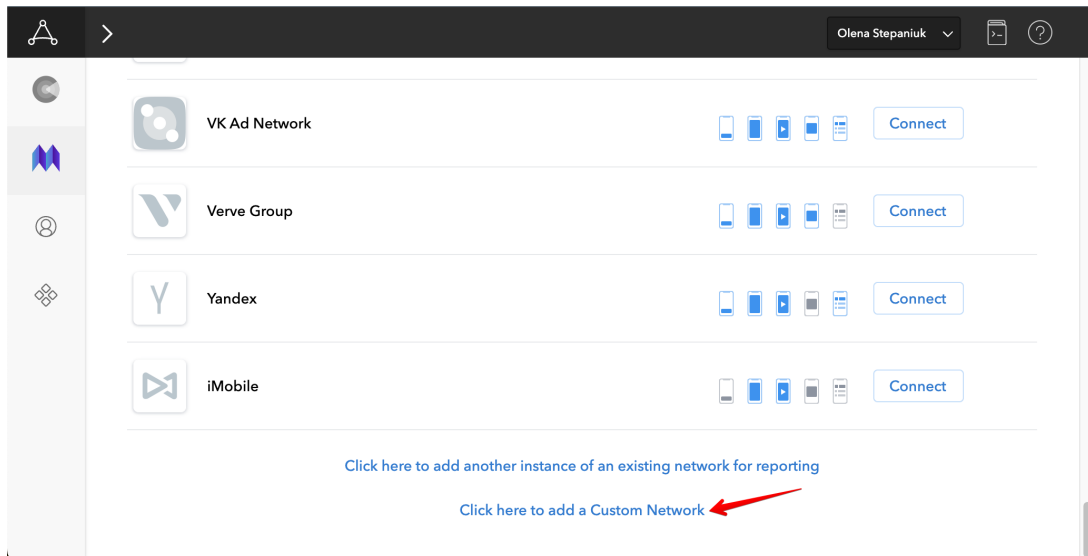 Olena Stepaniuk
VK Ad Network
Connect
Verve Group
Connect
Yandex
Connect
iMobile
Connect
Click here to add another instance of an existing network for reporting
Click here to add a Custom Network